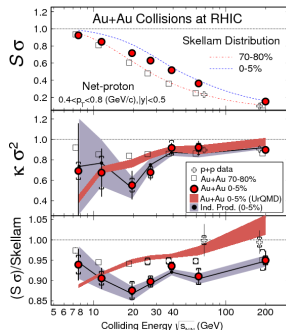 Au+Au Collisions at RHIC
Skellam Distribution
70-80%
0-5%
Net-proton
0.4<pT<0.8 (GeV/c),|y|<0.5
S σ
1.0
0.8
0.6
0.4
0.2
p+p data
Au+Au 70-80%
Au+Au 0-5%
Au+Au 0-5% (UrQMD)
Ind. Prod. (0-5%)
κ σ²
1.2
1.0
0.8
0.6
0.4
(S σ)/Skellam
1.05
1.00
0.95
0.90
0.85
5 6 7 8 10 20 30 40 100 200
Colliding Energy √sNN (GeV)